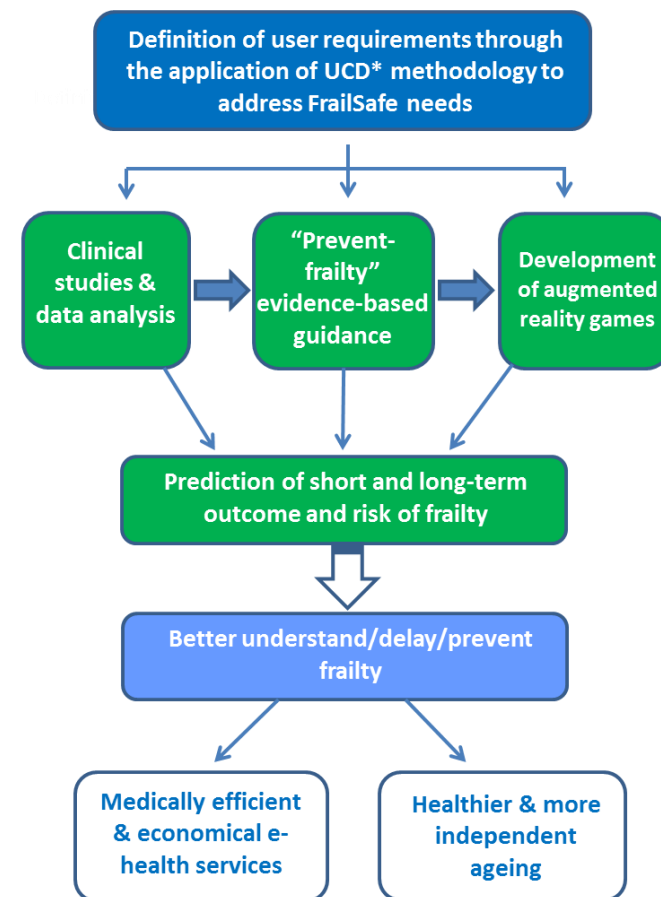 Definition of user requirements through
the application of UCD* methodology to
address FrailSafe needs
Clinical
studies &
data analysis
“Prevent-
frailty”
evidence-based
guidance
Development
of augmented
reality games
Prediction of short and long-term
outcome and risk of frailty
Better understand/delay/prevent
frailty
Medically efficient
& economical e-
health services
Healthier & more
independent
ageing